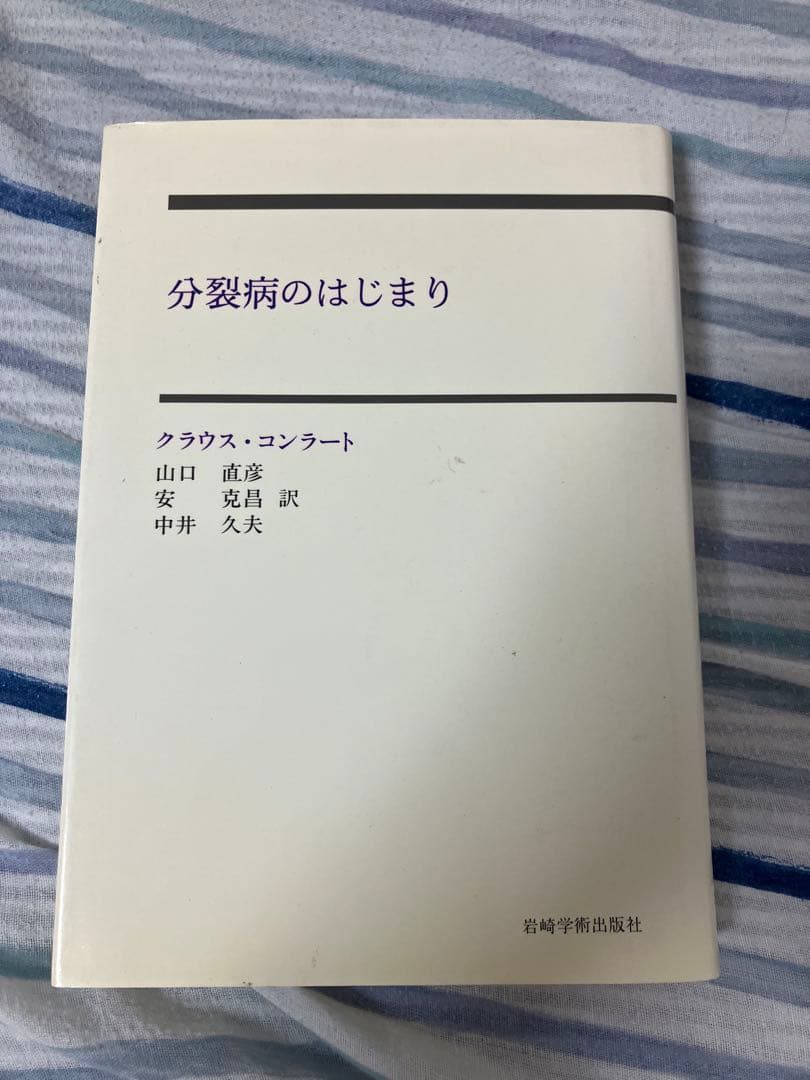 分裂病のはじまり
クラウス・コンラート
山口 直彦
安 克昌 訳
中井 久夫
岩崎学術出版社